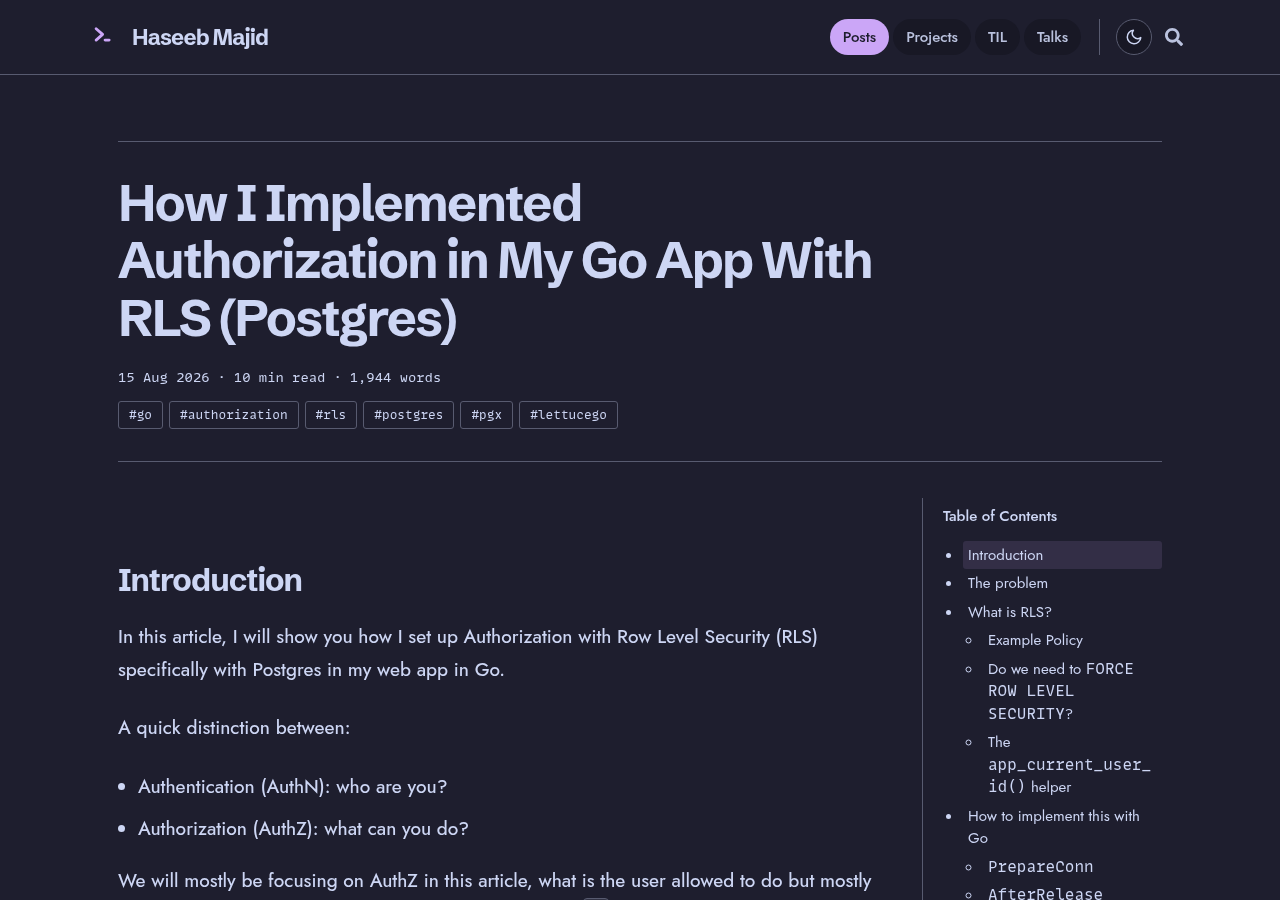 Haseeb Majid
Posts
Projects
TIL
Talks
How I Implemented
Authorization in My Go App With
RLS (Postgres)
15 Aug 2026 · 10 min read · 1,944 words
#go
#authorization
#rls
#postgres
#pgx
#lettucego
Introduction
In this article, I will show you how I set up Authorization with Row Level Security (RLS)
specifically with Postgres in my web app in Go.
A quick distinction between:
Authentication (AuthN): who are you?
Authorization (AuthZ): what can you do?
We will mostly be focusing on AuthZ in this article, what is the user allowed to do but mostly
Table of Contents
Introduction
The problem
What is RLS?
Example Policy
Do we need to FORCE
ROW LEVEL
SECURITY?
The
app_current_user_
id() helper
How to implement this with
Go
PrepareConn
AfterRelease